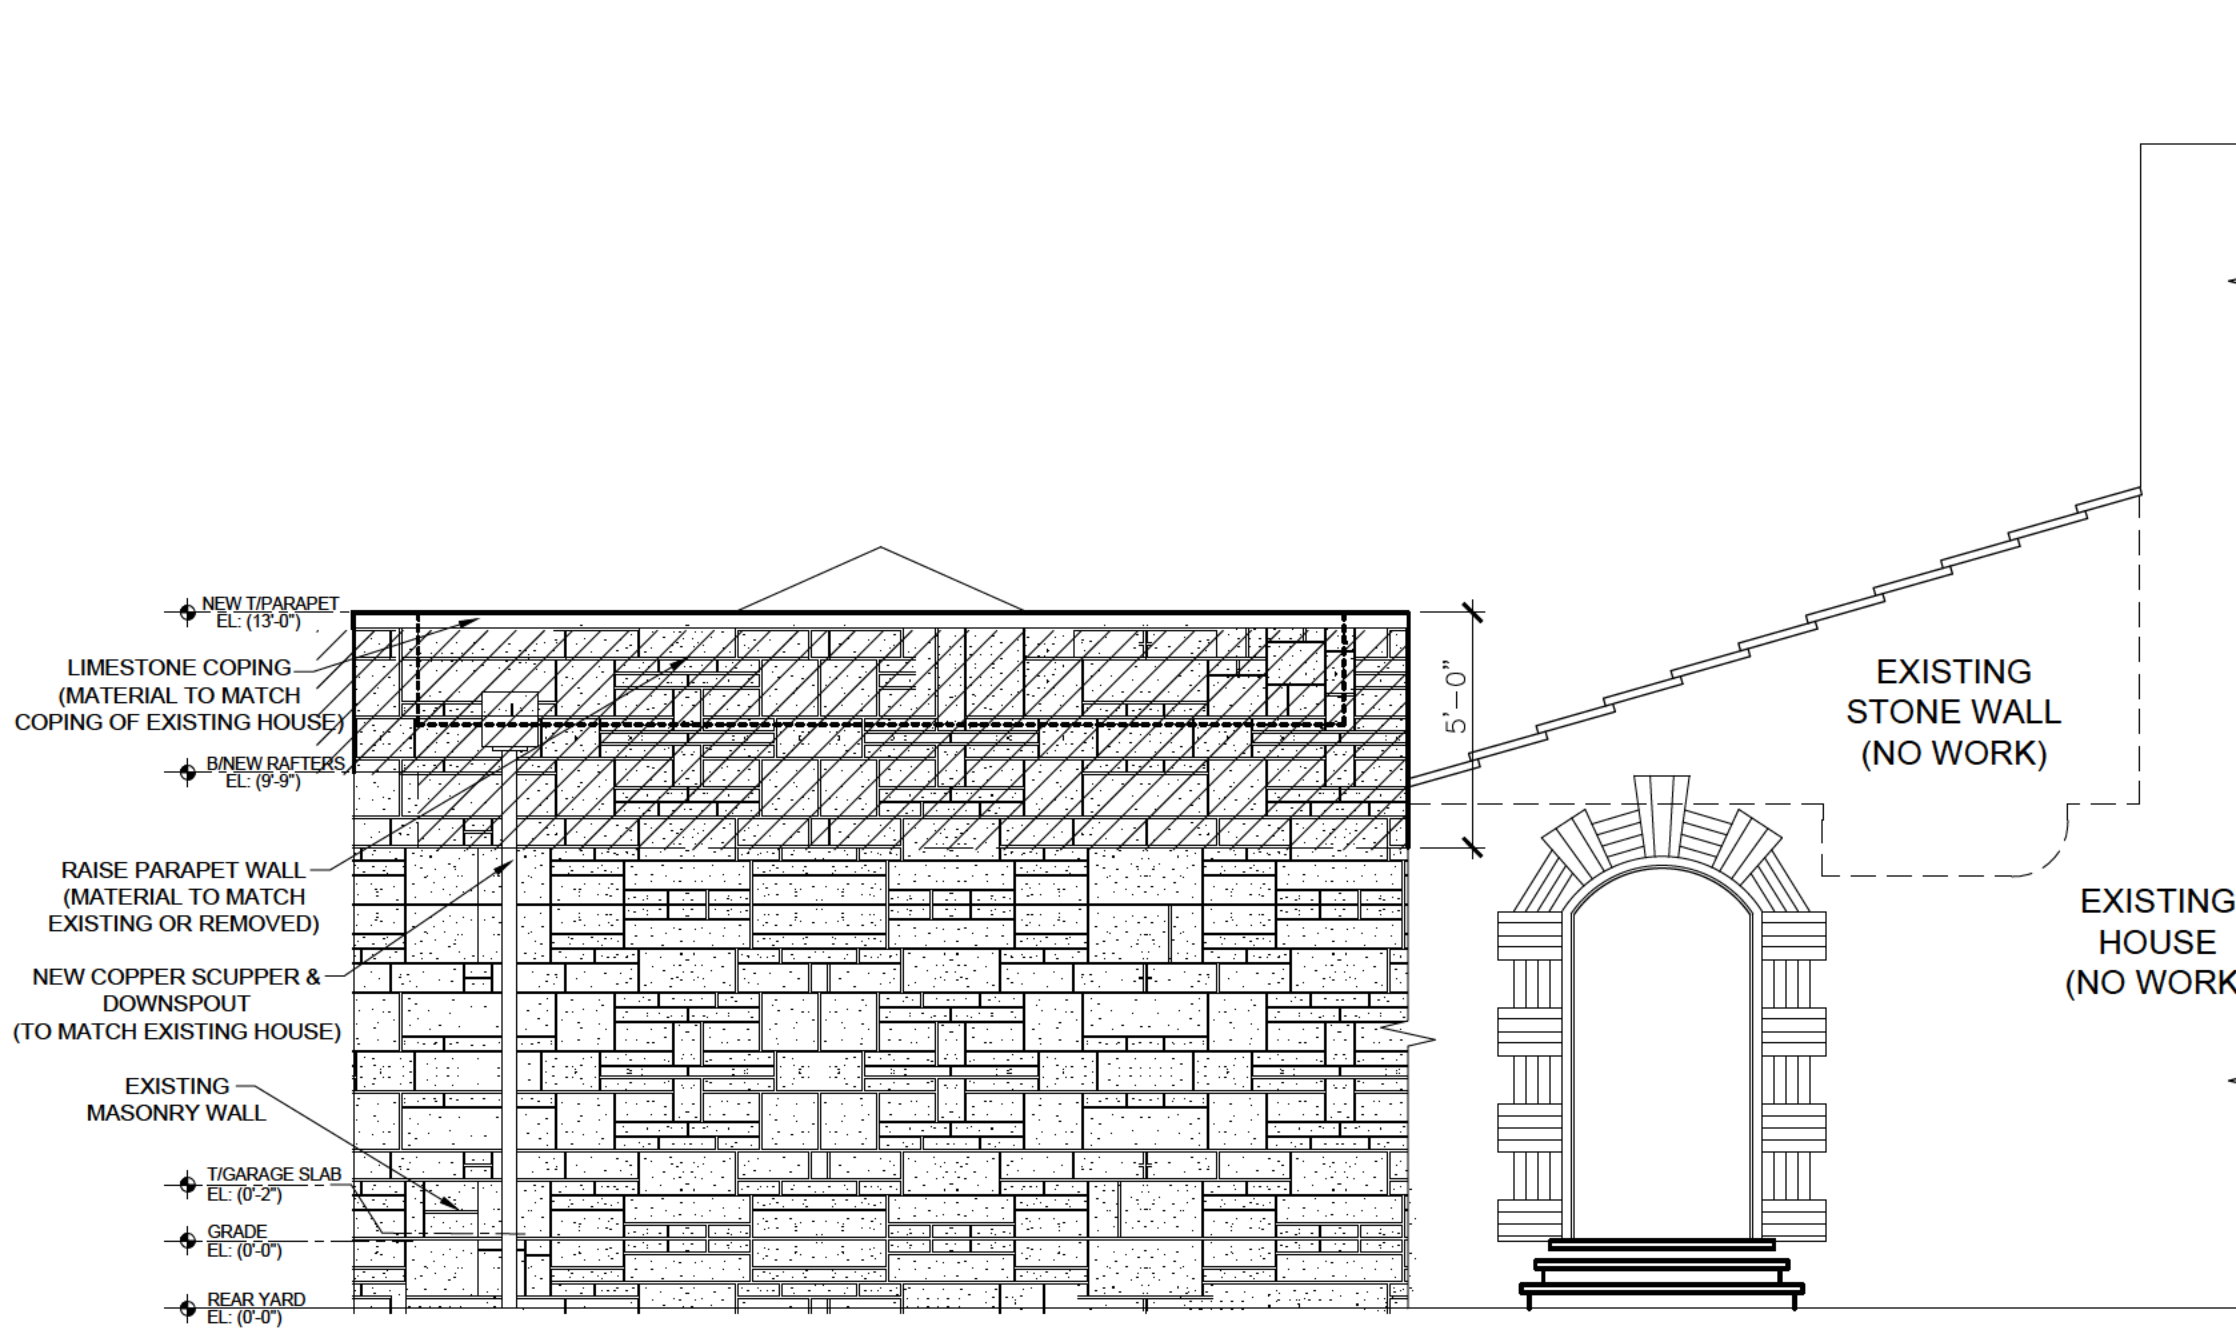 NEW T/PARAPET
EL: (13'-0")
LIMESTONE COPING
(MATERIAL TO MATCH
COPING OF EXISTING HOUSE)
B/NEW RAFTERS
EL: (9'-9")
RAISE PARAPET WALL
(MATERIAL TO MATCH
EXISTING OR REMOVED)
NEW COPPER SCUPPER &
DOWNSPOUT
(TO MATCH EXISTING HOUSE)
EXISTING
MASONRY WALL
T/GARAGE SLAB
EL: (0'-2")
GRADE
EL: (0'-0")
REAR YARD
EL: (0'-0")
5'-0"
EXISTING
STONE WALL
(NO WORK)
EXISTING
HOUSE
(NO WORK